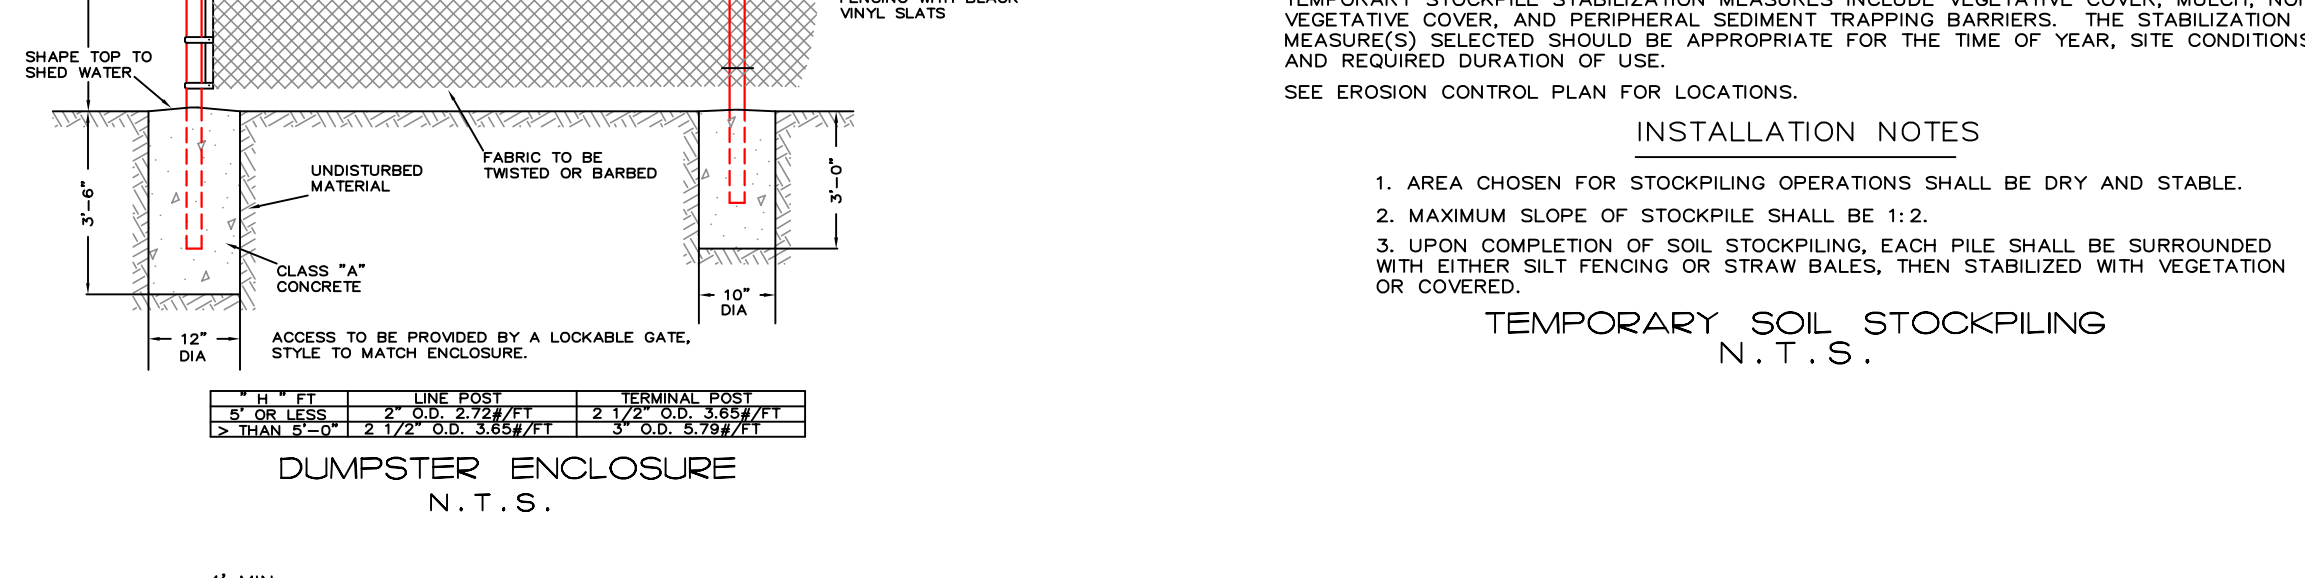 VINYL SLATS
SHAPE TOP TO
SHED WATER
3'-6"
UNDISTURBED
MATERIAL
FABRIC TO BE
TWISTED OR BARBED
3'-0"
CLASS "A"
CONCRETE
12"
DIA
10"
DIA
ACCESS TO BE PROVIDED BY A LOCKABLE GATE,
STYLE TO MATCH ENCLOSURE.
" H " FT LINE POST TERMINAL POST
5' OR LESS 2" O.D. 2.72#/FT 2 1/2" O.D. 3.65#/FT
> THAN 5'-0" 2 1/2" O.D. 3.65#/FT 3" O.D. 5.79#/FT
DUMPSTER ENCLOSURE
N.T.S.
4' MIN
TEMPORARY STOCKPILE STABILIZATION MEASURES INCLUDE VEGETATIVE COVER, MULCH,
VEGETATIVE COVER, AND PERIPHERAL SEDIMENT TRAPPING BARRIERS. THE STABILIZATION
MEASURE(S) SELECTED SHOULD BE APPROPRIATE FOR THE TIME OF YEAR, SITE CONDITIONS
AND REQUIRED DURATION OF USE.
SEE EROSION CONTROL PLAN FOR LOCATIONS.
INSTALLATION NOTES
1. AREA CHOSEN FOR STOCKPILING OPERATIONS SHALL BE DRY AND STABLE.
2. MAXIMUM SLOPE OF STOCKPILE SHALL BE 1:2.
3. UPON COMPLETION OF SOIL STOCKPILING, EACH PILE SHALL BE SURROUNDED
WITH EITHER SILT FENCING OR STRAW BALES, THEN STABILIZED WITH VEGETATION
OR COVERED.
TEMPORARY SOIL STOCKPILING
N.T.S.